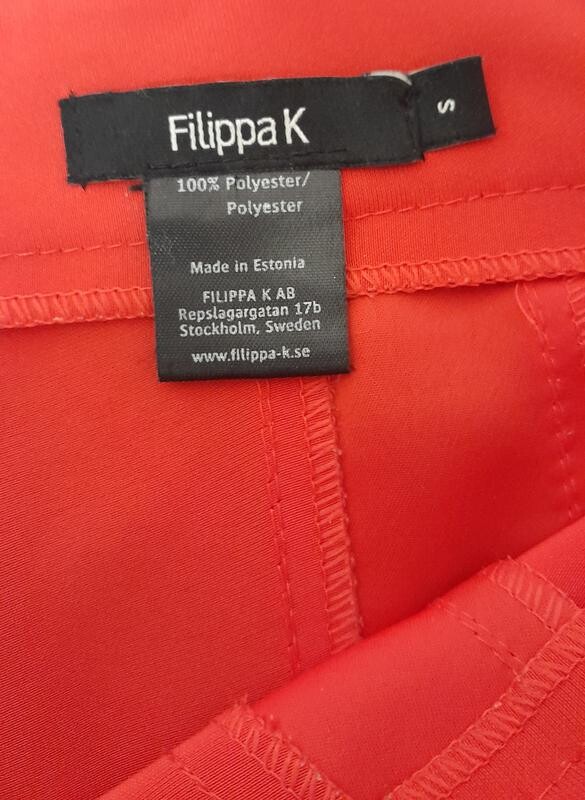 Filippa K
S
100% Polyester/
Polyester
Made in Estonia
FILIPPA K AB
Repslagargatan 17b
Stockholm, Sweden
www.filippa-k.se